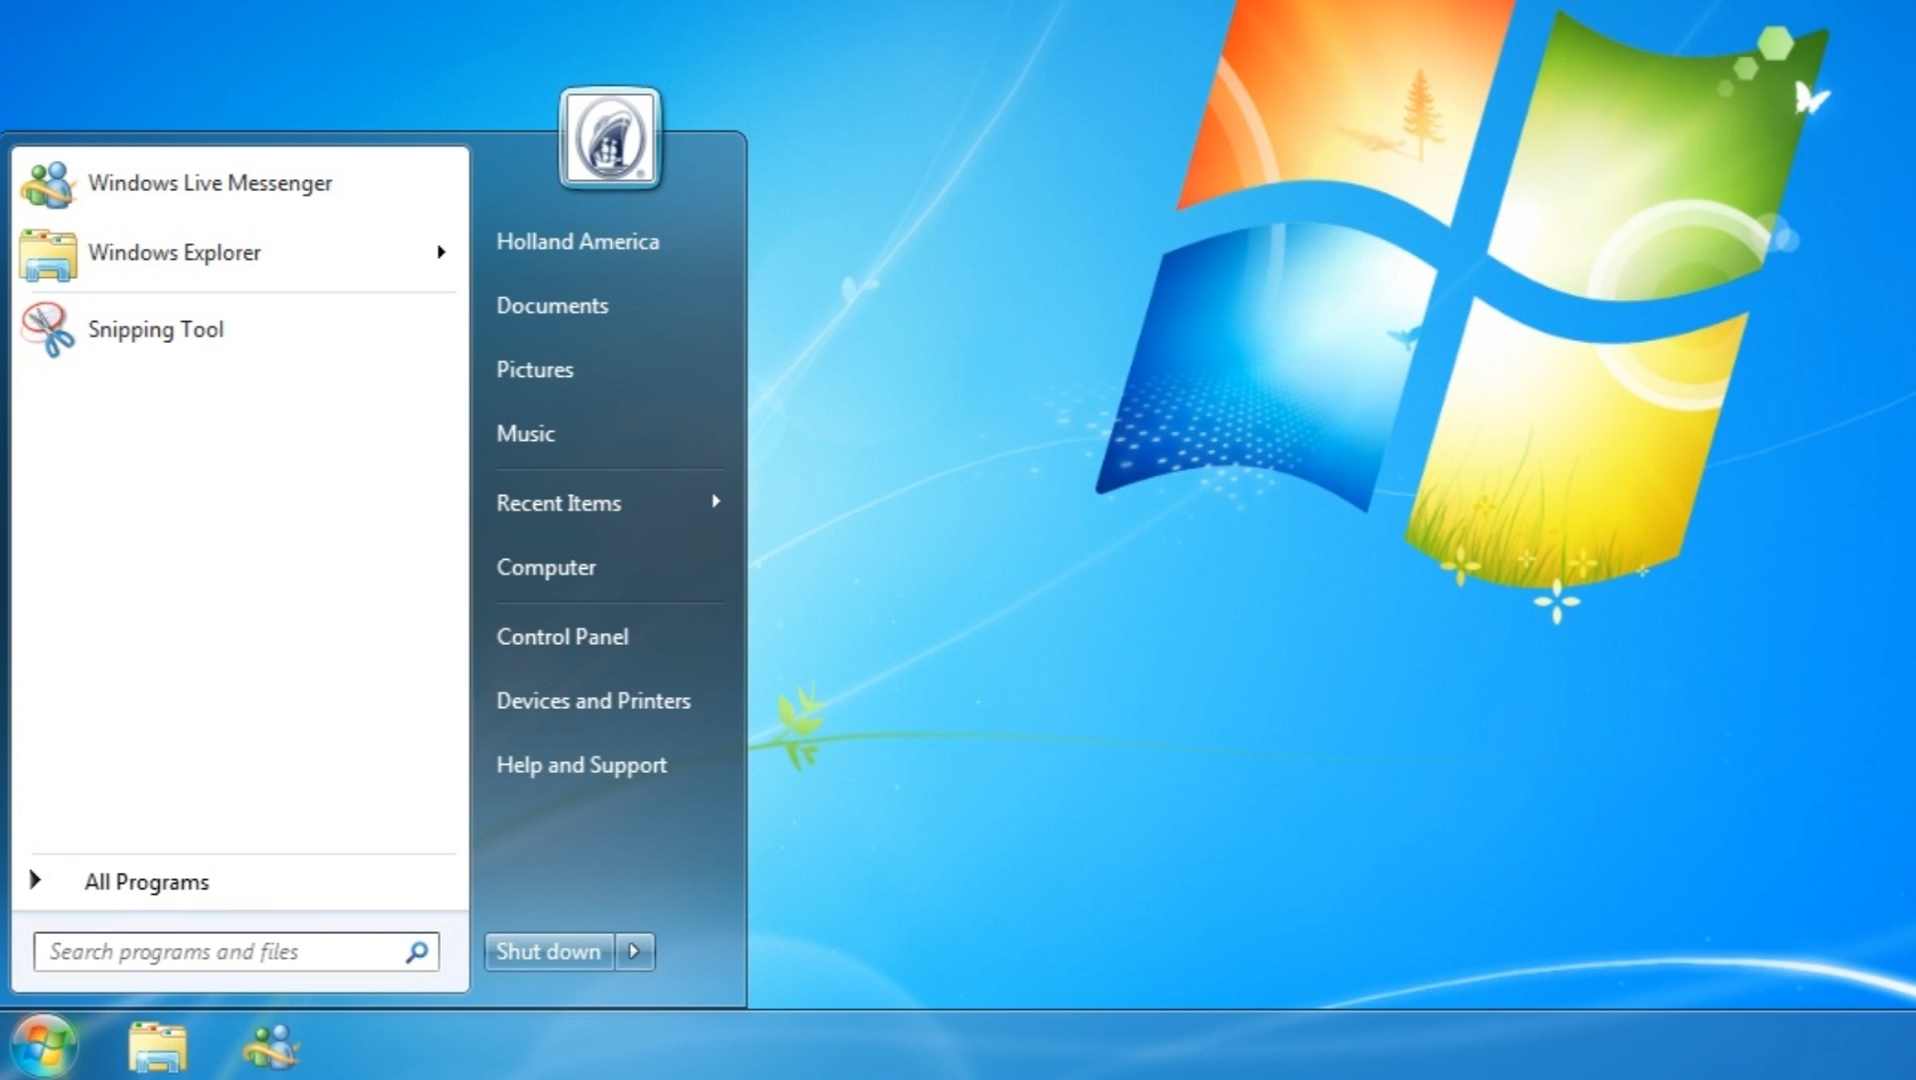 Windows Live Messenger
Windows Explorer
Snipping Tool
All Programs
Search programs and files
Holland America
Documents
Pictures
Music
Recent Items
Computer
Control Panel
Devices and Printers
Help and Support
Shut down